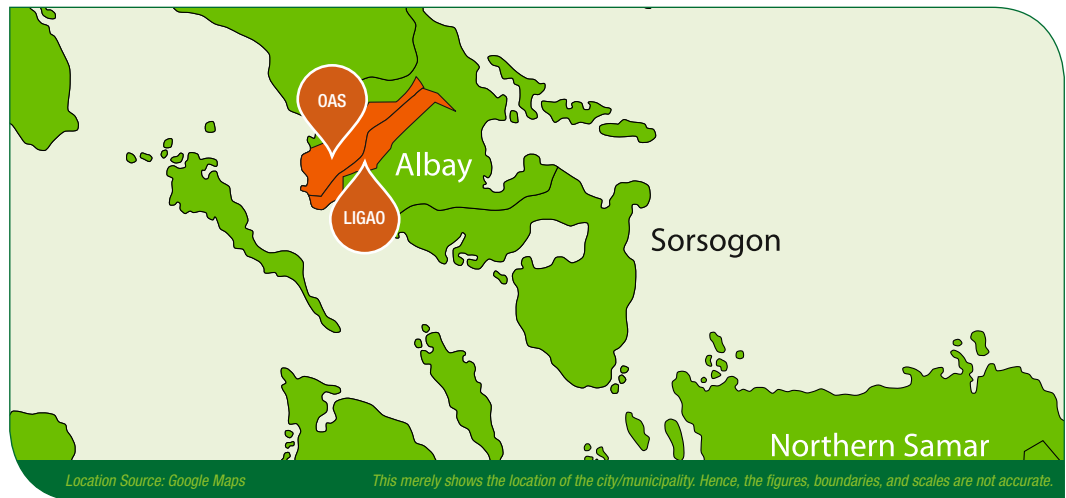 OAS
Albay
LIGAO
Sorsogon
Northern Samar
Location Source: Google Maps
This merely shows the location of the city/municipality. Hence, the figures, boundaries, and scales are not accurate.